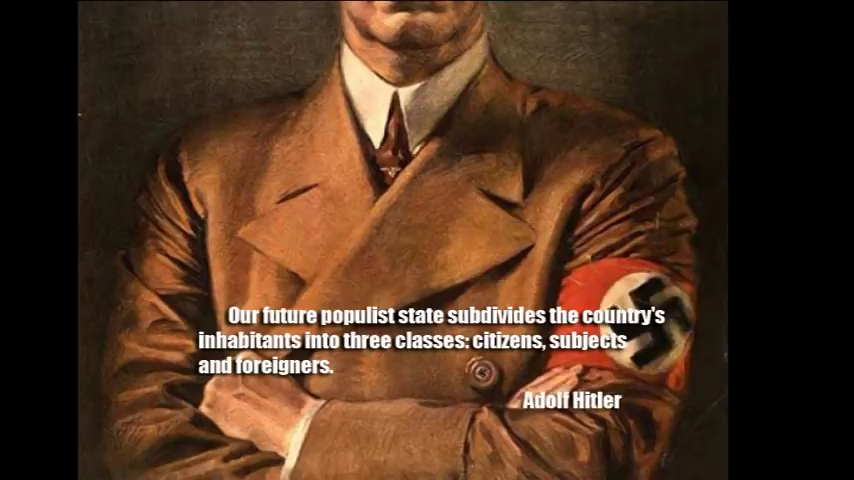 Our future populist state subdivides the country's
inhabitants into three classes: citizens, subjects
and foreigners.
Adolf Hitler